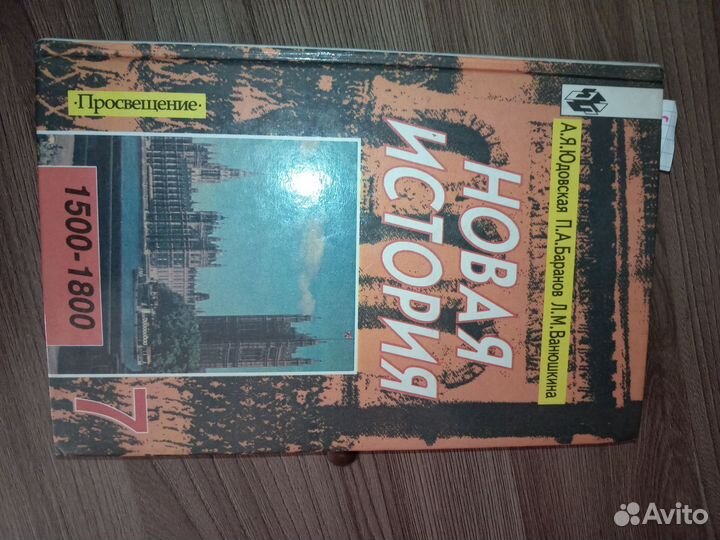 А.Я.Юдовская П.А.Баранов Л.М.Ванюшкина
НОВАЯ
ИСТОРИЯ
1500-1800
7
·Просвещение·
Avito